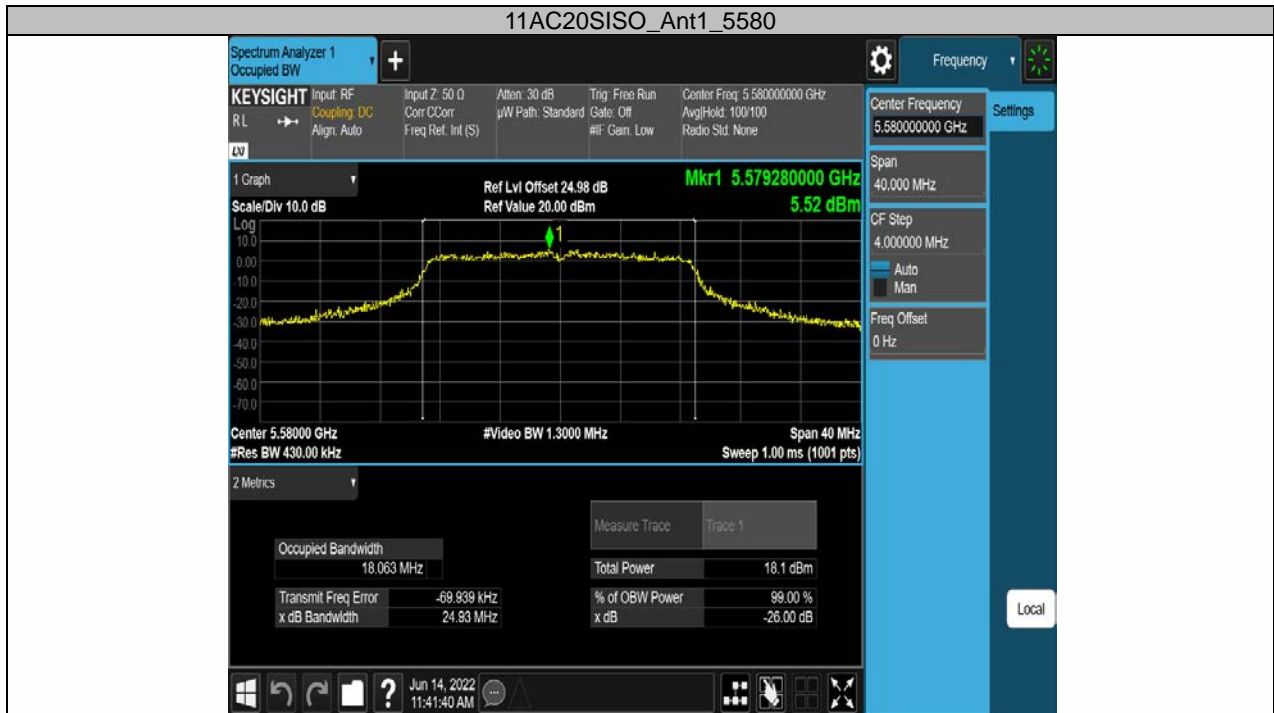 11AC20SISO_Ant1_5580
Spectrum Analyzer 1
Occupied BW
+
Frequency
KEYSIGHT
RL
LXI
Input: RF
Coupling: DC
Align: Auto
Input Z: 50 Ω
Corr CCorr
Freq Ref: Int (S)
Atten: 30 dB
µW Path: Standard
Trig: Free Run
Gate: Off
#IF Gain: Low
Center Freq: 5.580000000 GHz
Avg|Hold: 100/100
Radio Std: None
Center Frequency
5.580000000 GHz
Settings
Span
40.000 MHz
CF Step
4.000000 MHz
Auto
Man
Freq Offset
0 Hz
Local
1 Graph
Scale/Div 10.0 dB
Ref Lvl Offset 24.98 dB
Ref Value 20.00 dBm
Mkr1 5.579280000 GHz
5.52 dBm
Log
10.0
0.00
-10.0
-20.0
-30.0
-40.0
-50.0
-60.0
-70.0
1
Center 5.58000 GHz
#Res BW 430.00 kHz
#Video BW 1.3000 MHz
Span 40 MHz
Sweep 1.00 ms (1001 pts)
2 Metrics
Measure Trace Trace 1
Occupied Bandwidth
18.063 MHz
Total Power 18.1 dBm
Transmit Freq Error -69.939 kHz
% of OBW Power 99.00 %
x dB Bandwidth 24.93 MHz
x dB -26.00 dB
?
Jun 14, 2022
11:41:40 AM